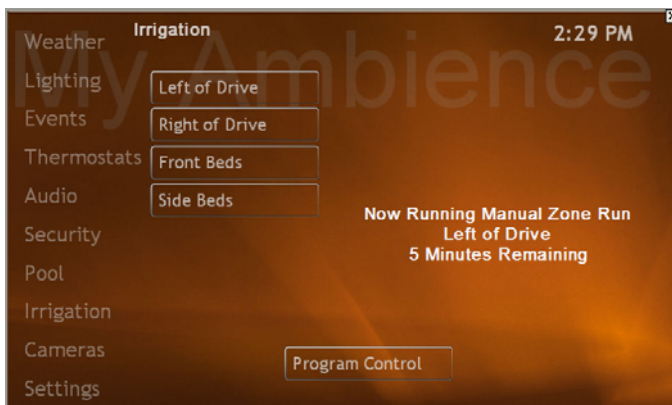 My Ambience
Irrigation
2:29 PM
Weather
Lighting
Events
Thermostats
Audio
Security
Pool
Irrigation
Cameras
Settings
Left of Drive
Right of Drive
Front Beds
Side Beds
Now Running Manual Zone Run
Left of Drive
5 Minutes Remaining
Program Control